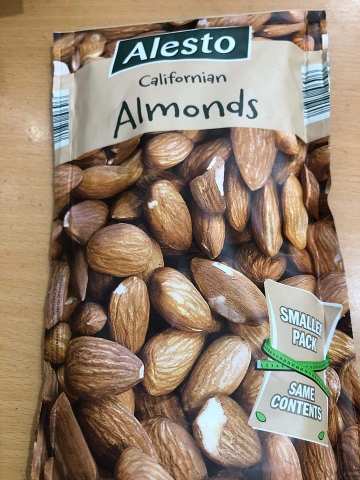 Alesto
Californian
Almonds
SMALLER
PACK
SAME
CONTENTS